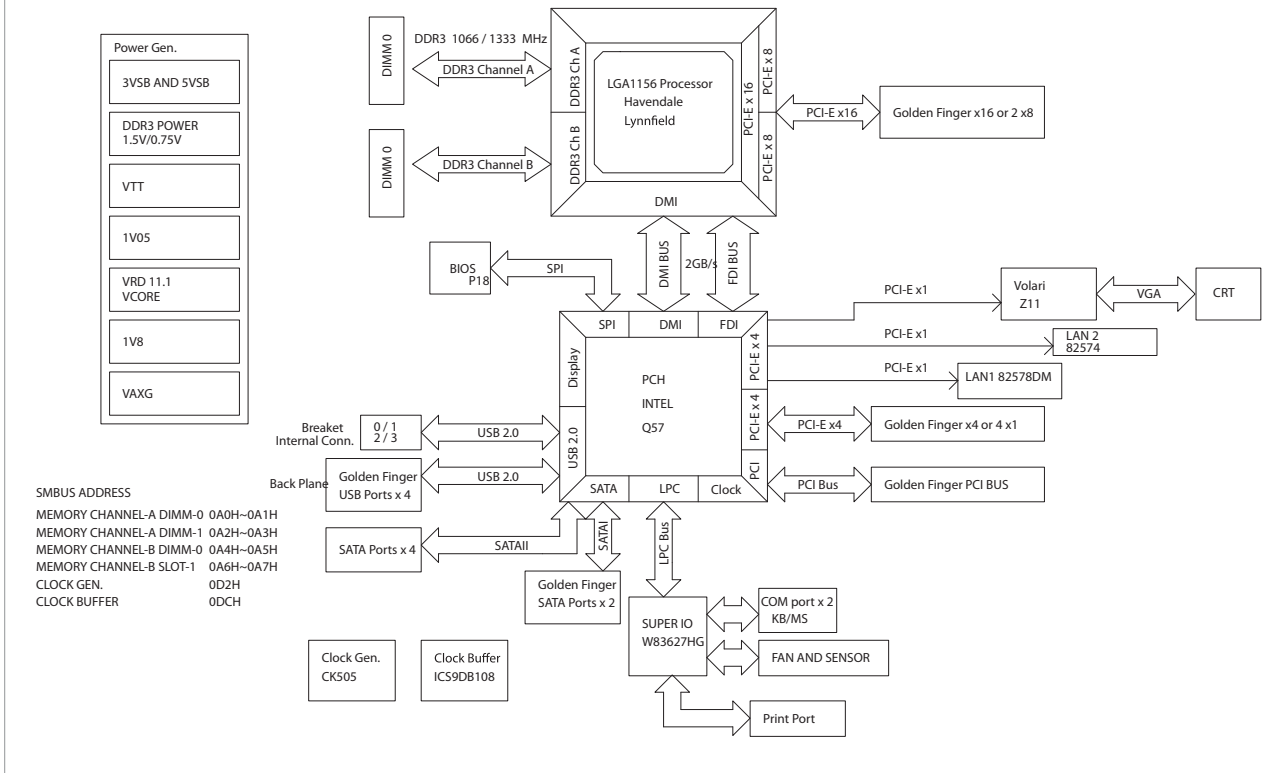 Power Gen.
3VSB AND 5VSB
DDR3 POWER
1.5V/0.75V
VTT
1V05
VRD 11.1
VCORE
1V8
VAXG
DIMM 0
DDR3 1066 / 1333 MHz
DDR3 Channel A
DIMM 0
DDR3 Channel B
DDR3 Ch A
DDR3 Ch B
LGA1156 Processor
Havendale
Lynnfield
PCI-E x 16
PCI-E x 8
PCI-E x 8
DMI
PCI-E x16
Golden Finger x16 or 2 x8
DMI BUS
2GB/s
FDI BUS
BIOS
P18
SPI
SPI
DMI
FDI
Display
USB 2.0
PCH
INTEL
Q57
PCI-E x 4
PCI-E x 4
PCI
SATA
LPC
Clock
PCI-E x1
Volari
Z11
VGA
CRT
PCI-E x1
LAN 2
82574
PCI-E x1
LAN1 82578DM
PCI-E x4
Golden Finger x4 or 4 x1
PCI Bus
Golden Finger PCI BUS
Breaket
Internal Conn.
0 / 1
2 / 3
USB 2.0
Back Plane
Golden Finger
USB Ports x 4
USB 2.0
SATA Ports x 4
SATAII
SATAI
Golden Finger
SATA Ports x 2
LPC Bus
SUPER IO
W83627HG
COM port x 2
KB/MS
FAN AND SENSOR
Print Port
SMBUS ADDRESS
MEMORY CHANNEL-A DIMM-0 0A0H~0A1H
MEMORY CHANNEL-A DIMM-1 0A2H~0A3H
MEMORY CHANNEL-B DIMM-0 0A4H~0A5H
MEMORY CHANNEL-B SLOT-1 0A6H~0A7H
CLOCK GEN. 0D2H
CLOCK BUFFER 0DCH
Clock Gen.
CK505
Clock Buffer
ICS9DB108